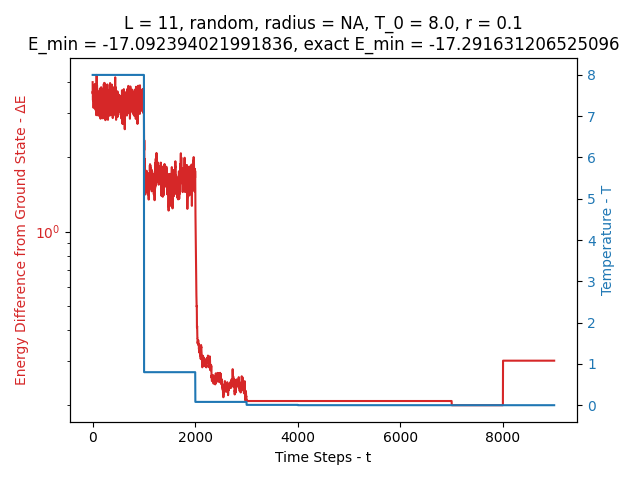 L = 11, random, radius = NA, T_0 = 8.0, r = 0.1
E_min = -17.092394021991836, exact E_min = -17.291631206525096
Energy Difference from Ground State - ΔE
10^0
8
7
6
5
4
3
2
1
0
Temperature - T
0 2000 4000 6000 8000
Time Steps - t